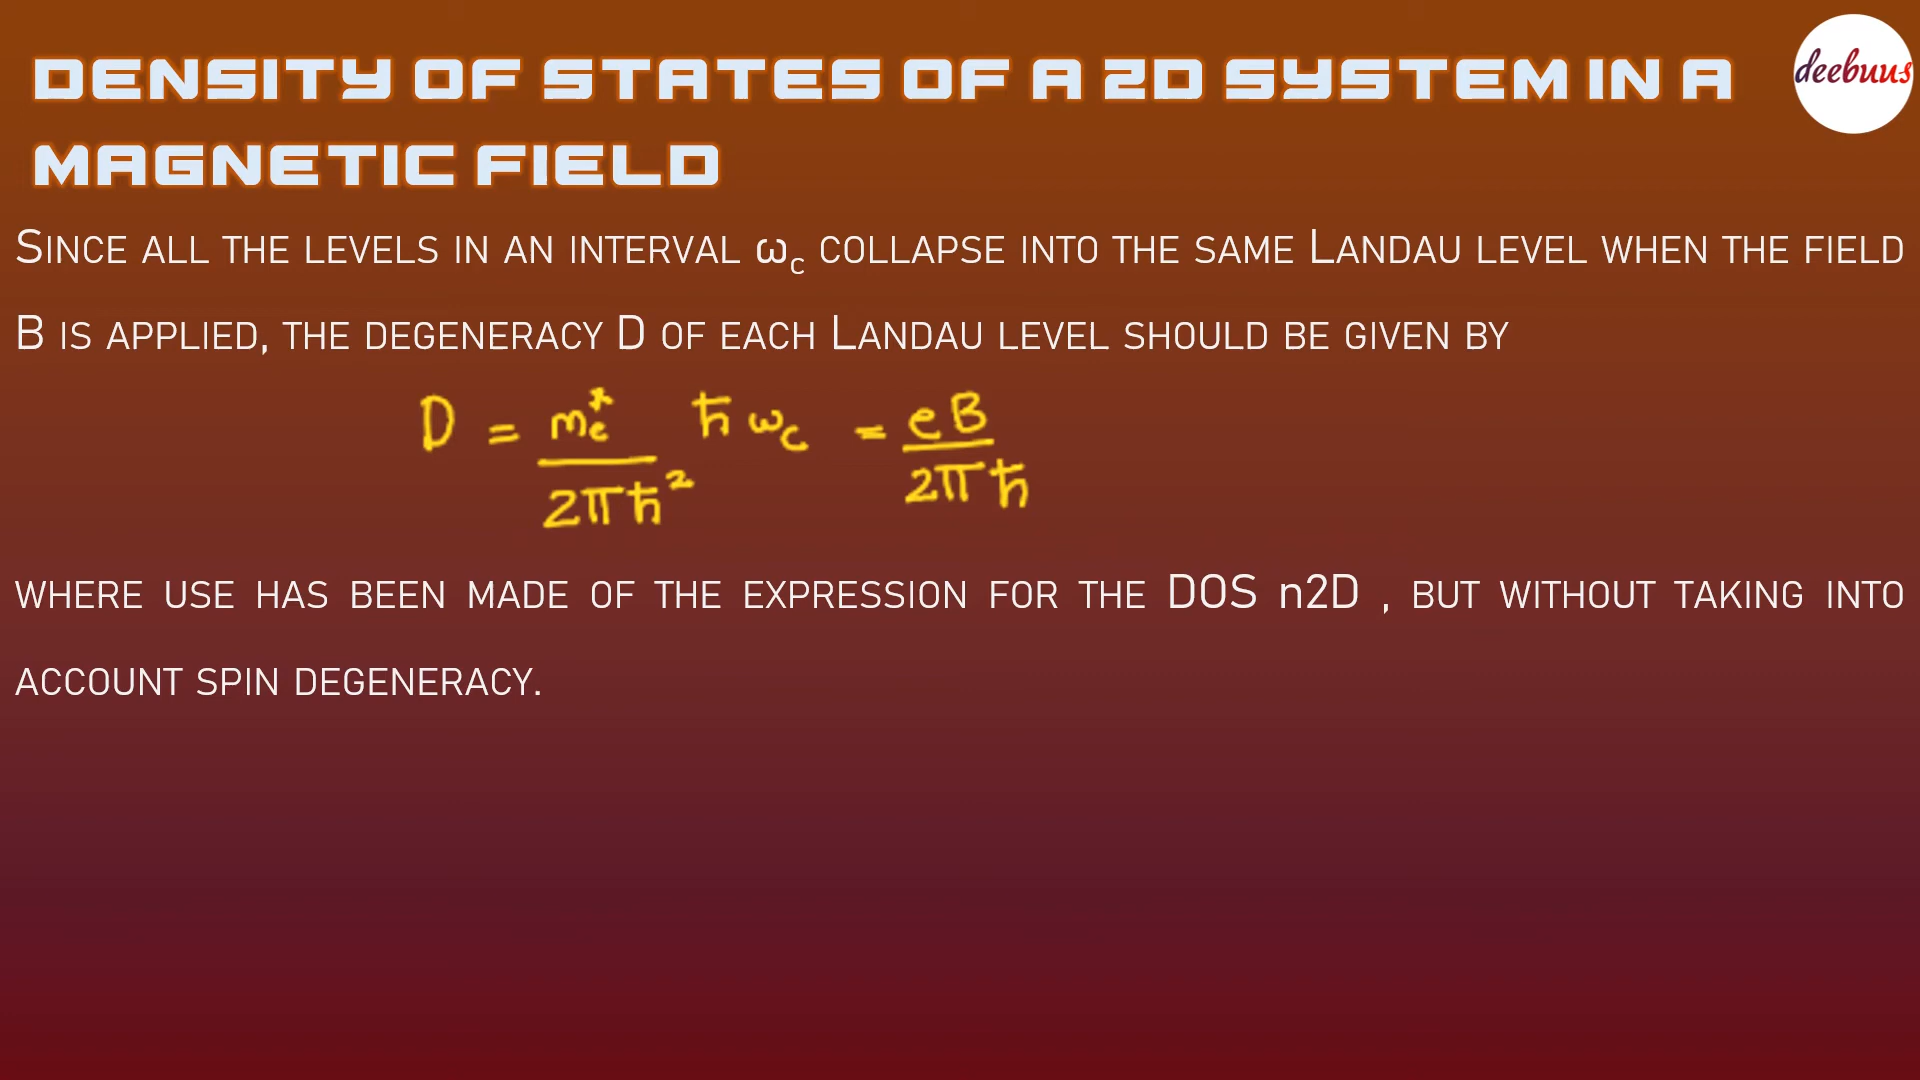 DENSITY OF STATES OF A 2D SYSTEM IN A
deebuus
MAGNETIC FIELD
SINCE ALL THE LEVELS IN AN INTERVAL ω_c COLLAPSE INTO THE SAME LANDAU LEVEL WHEN THE FIELD
B IS APPLIED, THE DEGENERACY D OF EACH LANDAU LEVEL SHOULD BE GIVEN BY
D = m_e^* / 2πℏ² ℏω_c = eB / 2πℏ
WHERE USE HAS BEEN MADE OF THE EXPRESSION FOR THE DOS n2D , BUT WITHOUT TAKING INTO
ACCOUNT SPIN DEGENERACY.